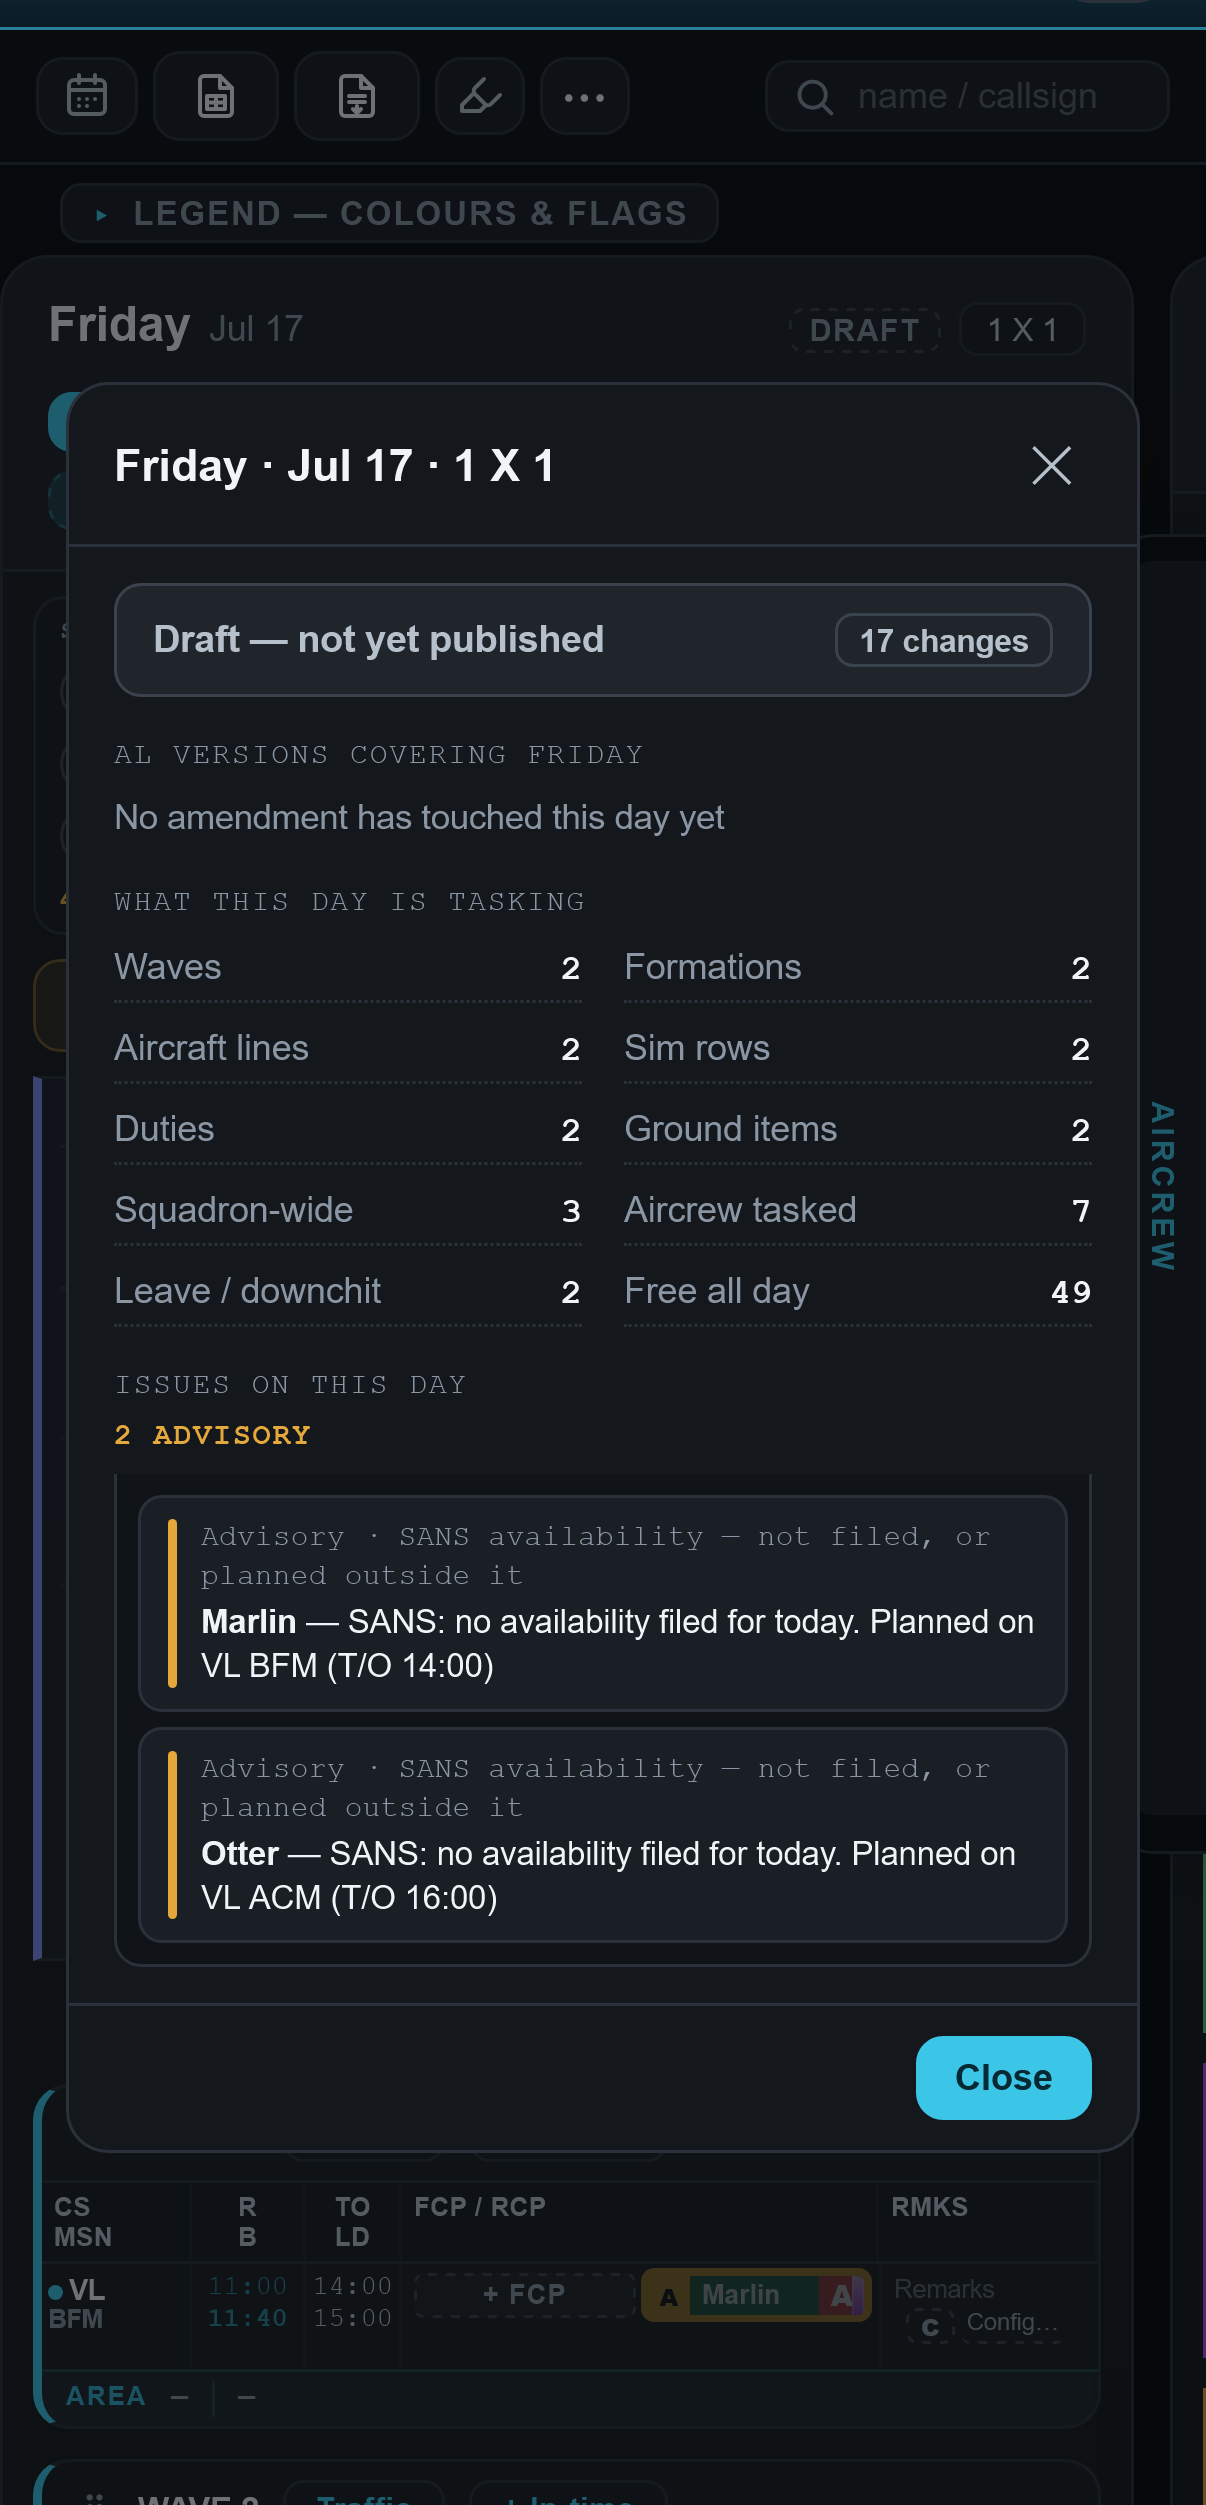 name / callsign
LEGEND — COLOURS & FLAGS
Friday Jul 17 DRAFT 1 X 1
Friday · Jul 17 · 1 X 1
Draft — not yet published 17 changes
AL VERSIONS COVERING FRIDAY
No amendment has touched this day yet
WHAT THIS DAY IS TASKING
Waves 2 Formations 2
Aircraft lines 2 Sim rows 2
Duties 2 Ground items 2
Squadron-wide 3 Aircrew tasked 7
Leave / downchit 2 Free all day 49
AIRCREW
ISSUES ON THIS DAY
2 ADVISORY
Advisory · SANS availability — not filed, or
planned outside it
Marlin — SANS: no availability filed for today. Planned on
VL BFM (T/O 14:00)
Advisory · SANS availability — not filed, or
planned outside it
Otter — SANS: no availability filed for today. Planned on
VL ACM (T/O 16:00)
Close
CS R TO FCP / RCP RMKS
MSN B LD
VL 11:00 14:00 + FCP A Marlin A Remarks
BFM 11:40 15:00 C Config...
AREA — —
WAVE 2 Traffic + In-time